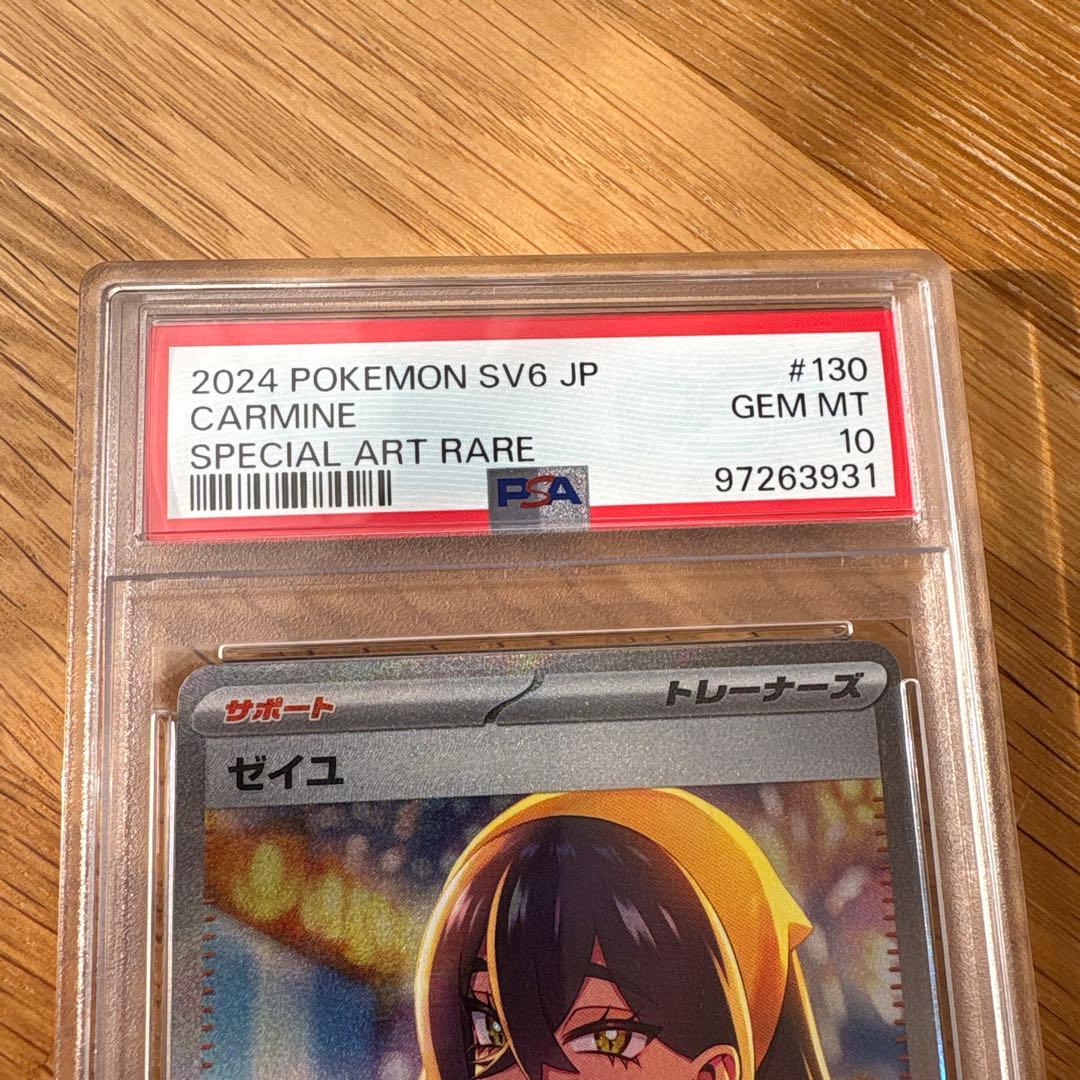 2024 POKEMON SV6 JP #130
CARMINE GEM MT
SPECIAL ART RARE 10
PSA 97263931
サポート トレーナーズ
ゼイユ